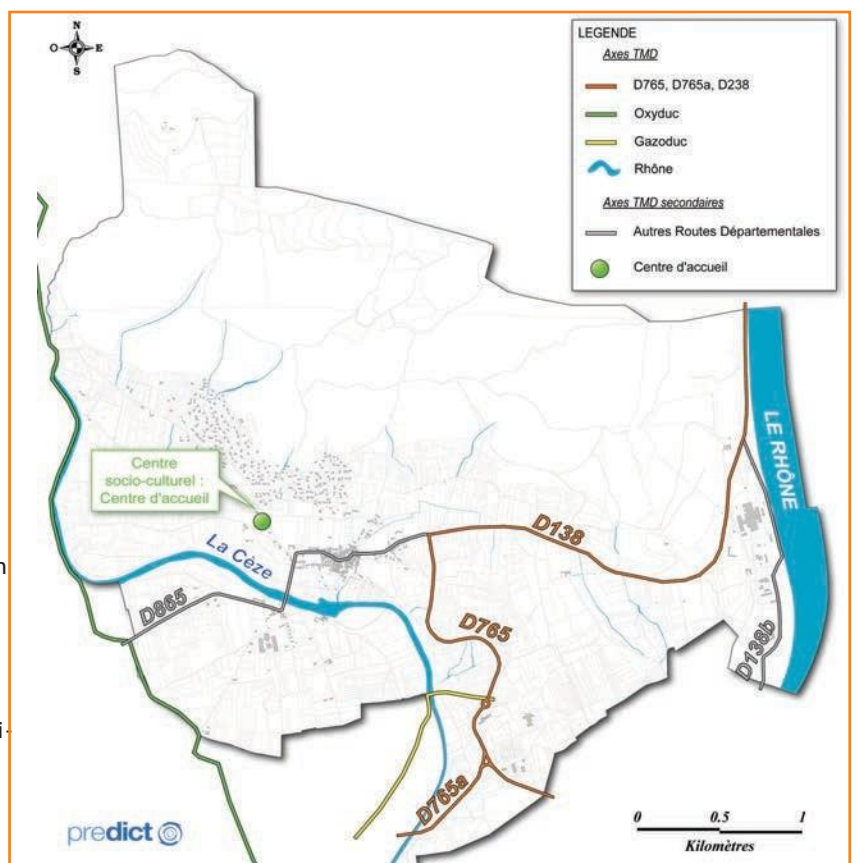 N
O E
S
LEGENDE
Axes TMD
D765, D765a, D238
Oxyduc
Gazoduc
Rhône
Axes TMD secondaires
Autres Routes Départementales
Centre d'accueil
Centre
socio-culturel :
Centre d'accueil
La Cèze
D865
D138
D765
D765a
D138b
LE RHÔNE
n
i-
predict
0 0.5 1
Kilomètres